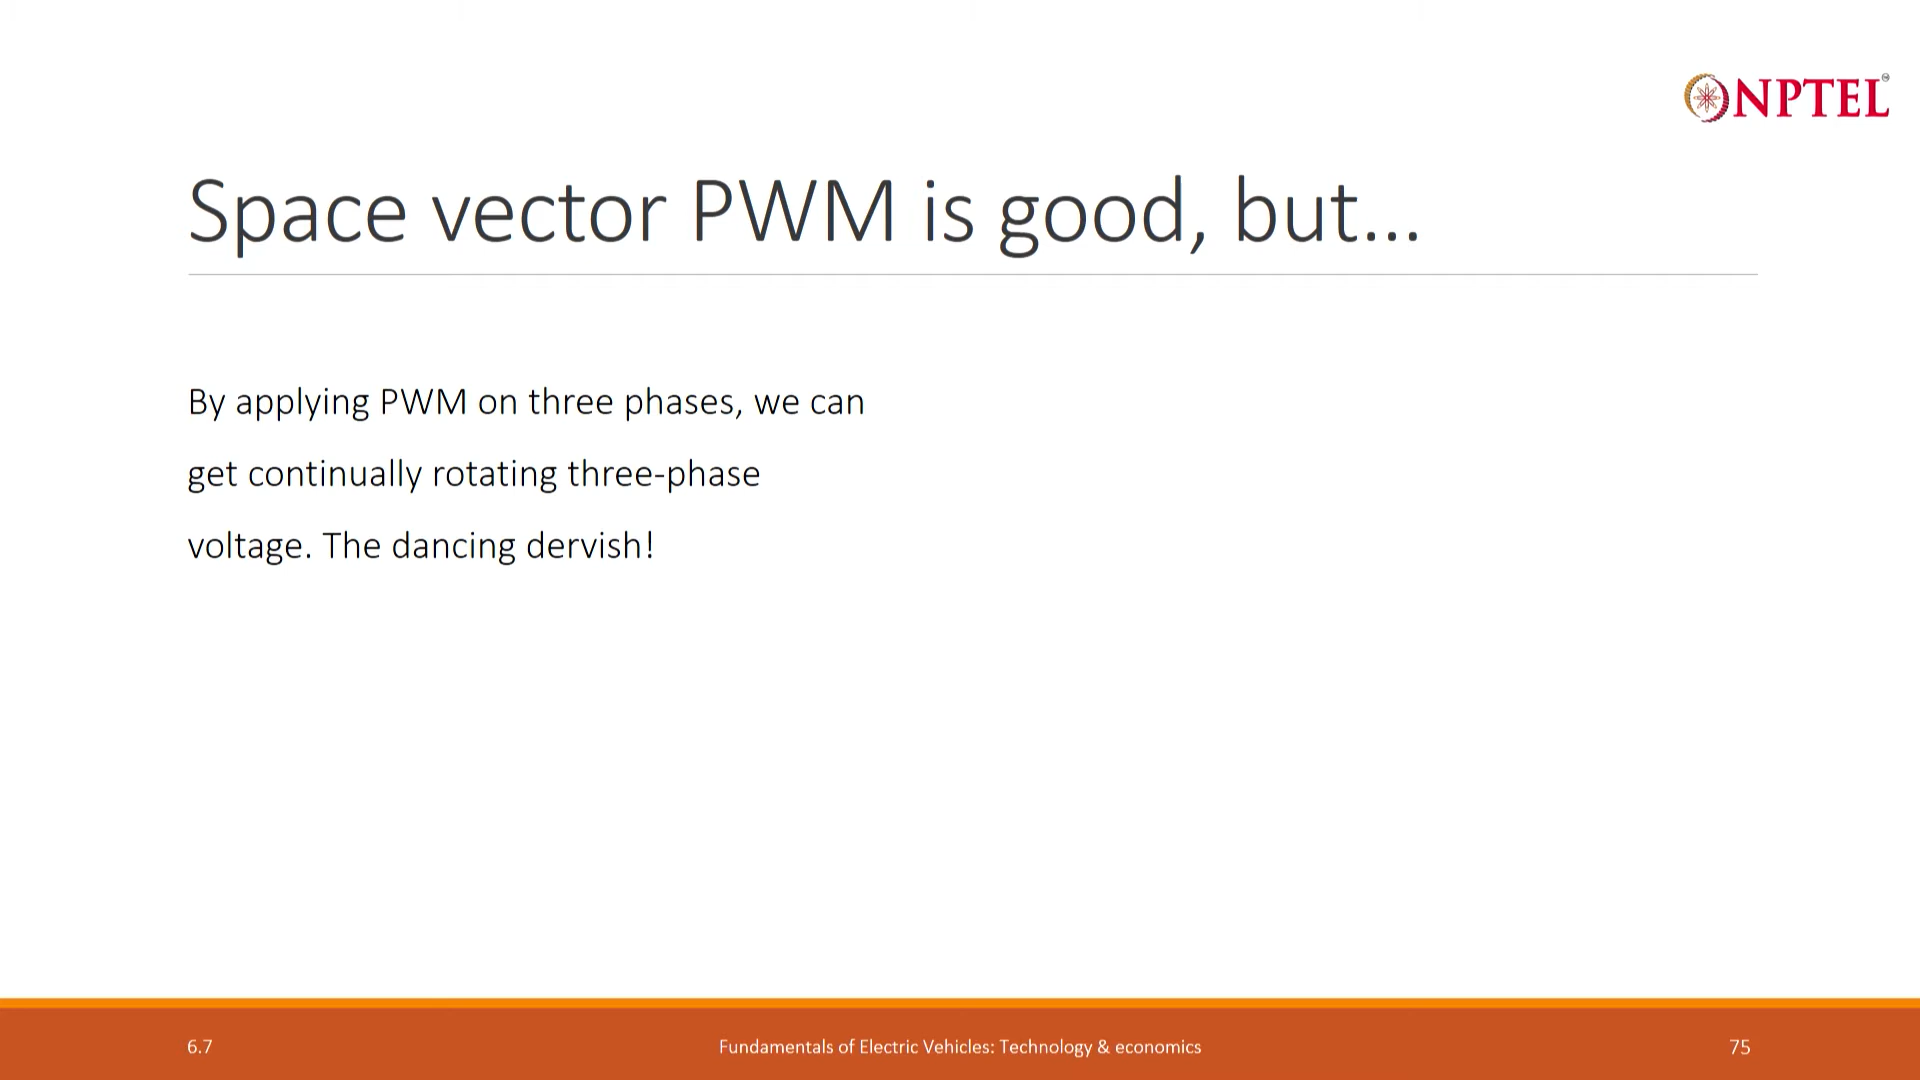 NPTEL
Space vector PWM is good, but...
By applying PWM on three phases, we can
get continually rotating three-phase
voltage. The dancing dervish!
6.7
Fundamentals of Electric Vehicles: Technology & economics
75